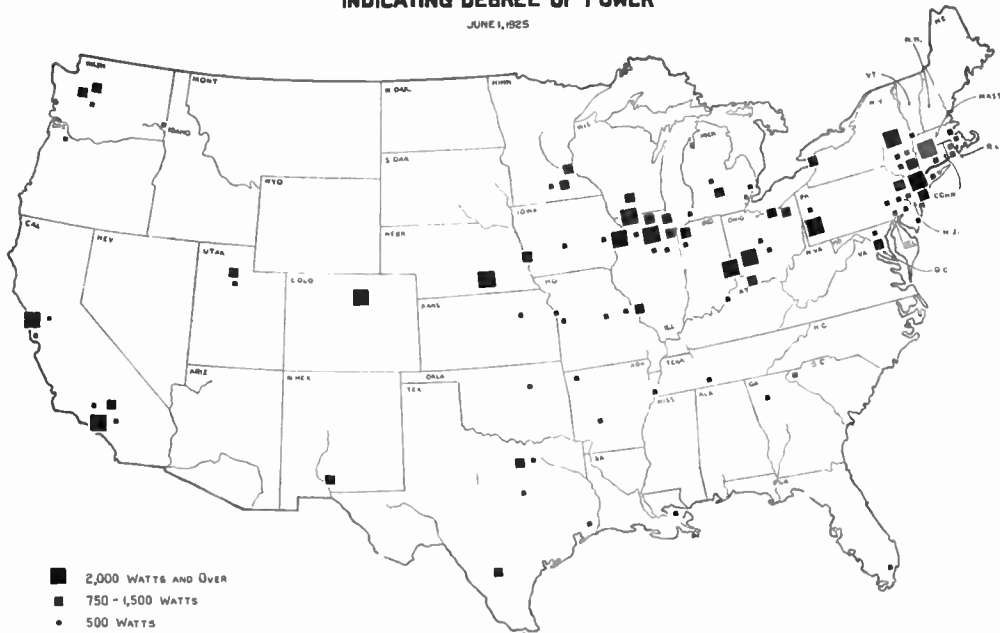 INDICATING DEGREE OF POWER
JUNE 1, 1925
ME
N.H.
WASH
VT
MONT
N DAK
MINN
N.Y.
MASS
WIS
MICH
IDAHO
S DAK
WYO
IOWA
PA
CONN
CAL
NEV
NEBR
IND
OHIO
N.J.
UTAH
W VA
VA
COLO
MO
D.C.
KANS
KY
ILL
N.C.
ARIZ
N MEX
OKLA
ARK
TENN
S.C.
TEX
MISS
ALA
GA
LA
FLA
2,000 WATTS AND OVER
750 - 1,500 WATTS
500 WATTS